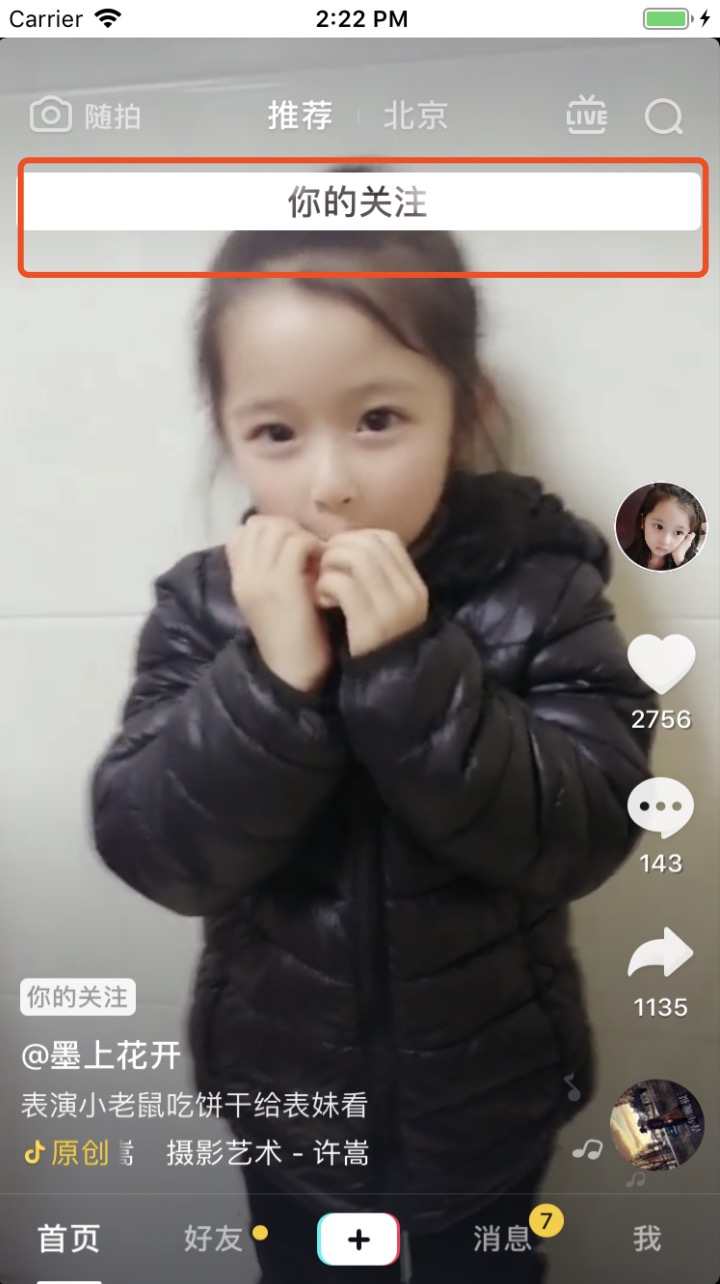 Carrier 2:22 PM
随拍 推荐 北京 LIVE
你的关注
2756
143
1135
你的关注
@墨上花开
表演小老鼠吃饼干给表妹看
原创 嵩 摄影艺术 - 许嵩
首页 好友 消息 7 我